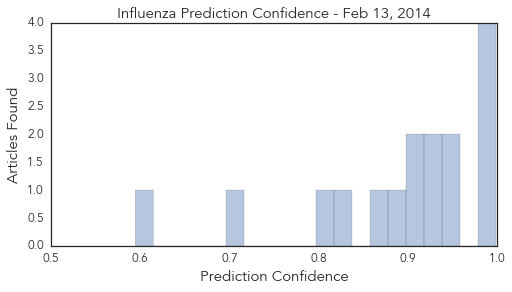 Influenza Prediction Confidence - Feb 13, 2014
4.0
3.5
3.0
2.5
2.0
1.5
1.0
0.5
0.0
Articles Found
0.5 0.6 0.7 0.8 0.9 1.0
Prediction Confidence